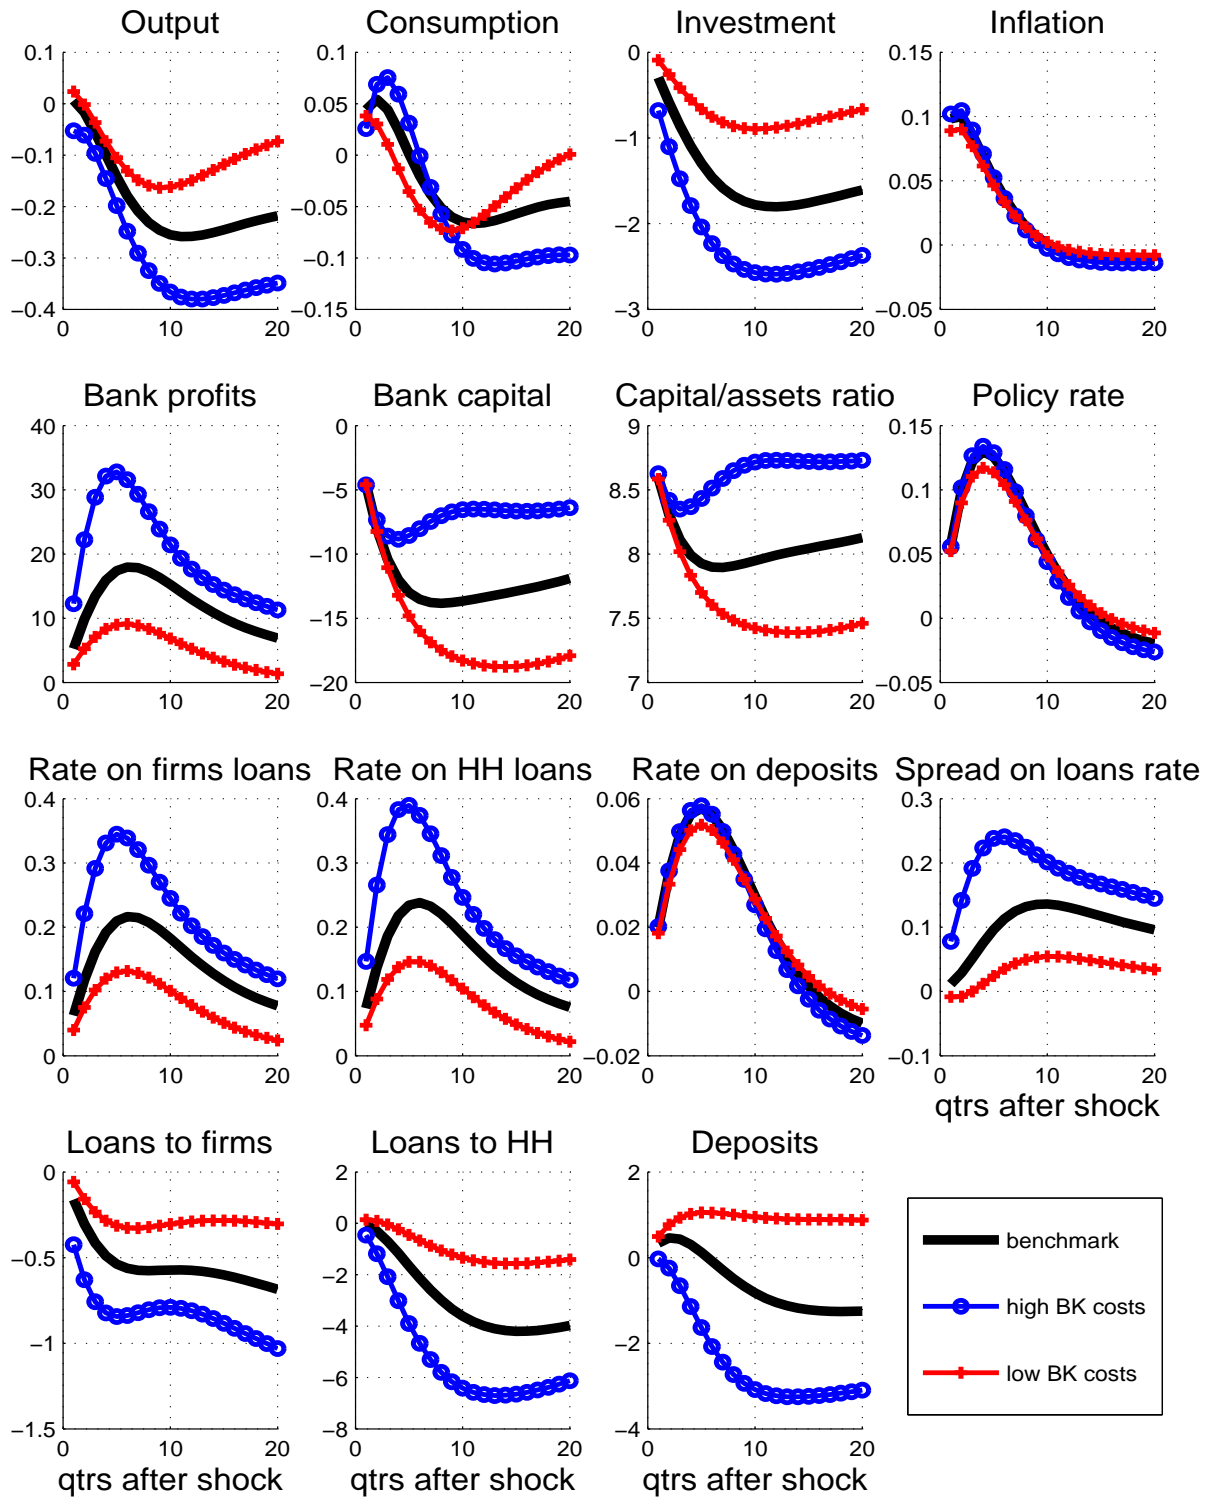 Output Consumption Investment Inflation
0.1 0.1 0 0.15
0 0.05 0.1
−0.1 0 −1 0.05
−0.2 −0.05 −2 0
−0.3 −0.1
−0.4 −0.15 −3 0.05
0 10 20 0 10 20 0 10 20 0 10 20
Bank profits Bank capital Capital/assets ratio Policy rate
40 0 9 0.15
30 −5 8.5 0.1
20 −10 8 0.05
10 −15 7.5 0
0 −20 7 −0.05
0 10 20 0 10 20 0 10 20 0 10 20
Rate on firms loans Rate on HH loans Rate on deposits Spread on loans rate
0.4 0.4 0.06 0.3
0.3 0.3 0.04 0.2
0.2 0.2 0.02 0.1
0.1 0.1 0 0
0 0 −0.02 −0.1
0 10 20 0 10 20 0 10 20 0 10 20
qtrs after shock
Loans to firms Loans to HH Deposits
0 2 2
0
−0.5 −2 0
−1 −4 −2
−6
−1.5 −8 −4
0 10 20 0 10 20 0 10 20
qtrs after shock qtrs after shock qtrs after shock
benchmark
high BK costs
low BK costs